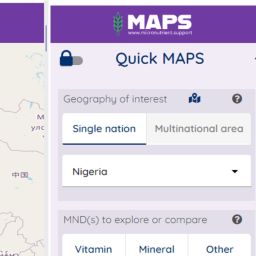 MAPS
www.micronutrient.support
Quick MAPS
Geography of interest
Single nation
Multinational area
Nigeria
MND(s) to explore or compare
Vitamin
Mineral
Other
中国